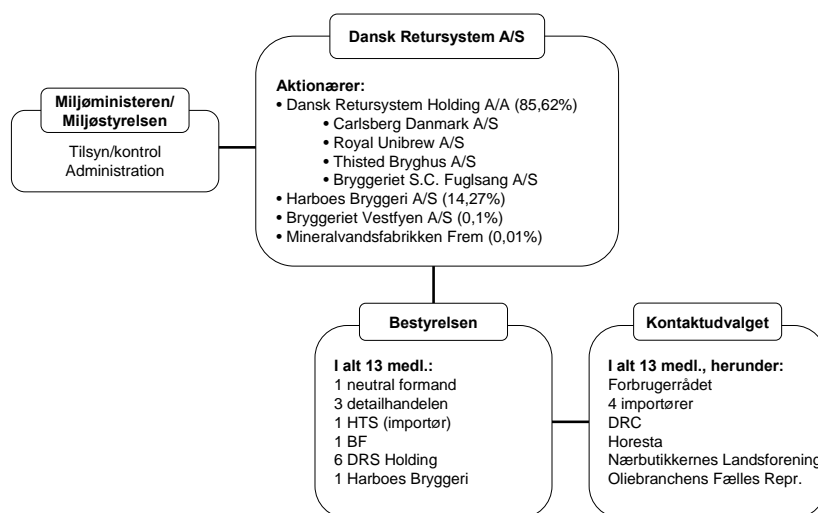 Dansk Retursystem A/S
Aktionærer:
• Dansk Retursystem Holding A/A (85,62%)
• Carlsberg Danmark A/S
• Royal Unibrew A/S
• Thisted Bryghus A/S
• Bryggeriet S.C. Fuglsang A/S
• Harboes Bryggeri A/S (14,27%)
• Bryggeriet Vestfyen A/S (0,1%)
• Mineralvandsfabrikken Frem (0,01%)
Miljøministeren/
Miljøstyrelsen
Tilsyn/kontrol
Administration
Bestyrelsen
I alt 13 medl.:
1 neutral formand
3 detailhandelen
1 HTS (importør)
1 BF
6 DRS Holding
1 Harboes Bryggeri
Kontaktudvalget
I alt 13 medl., herunder:
Forbrugerrådet
4 importører
DRC
Horesta
Nærbutikkernes Landsforening
Oliebranchens Fælles Repr.